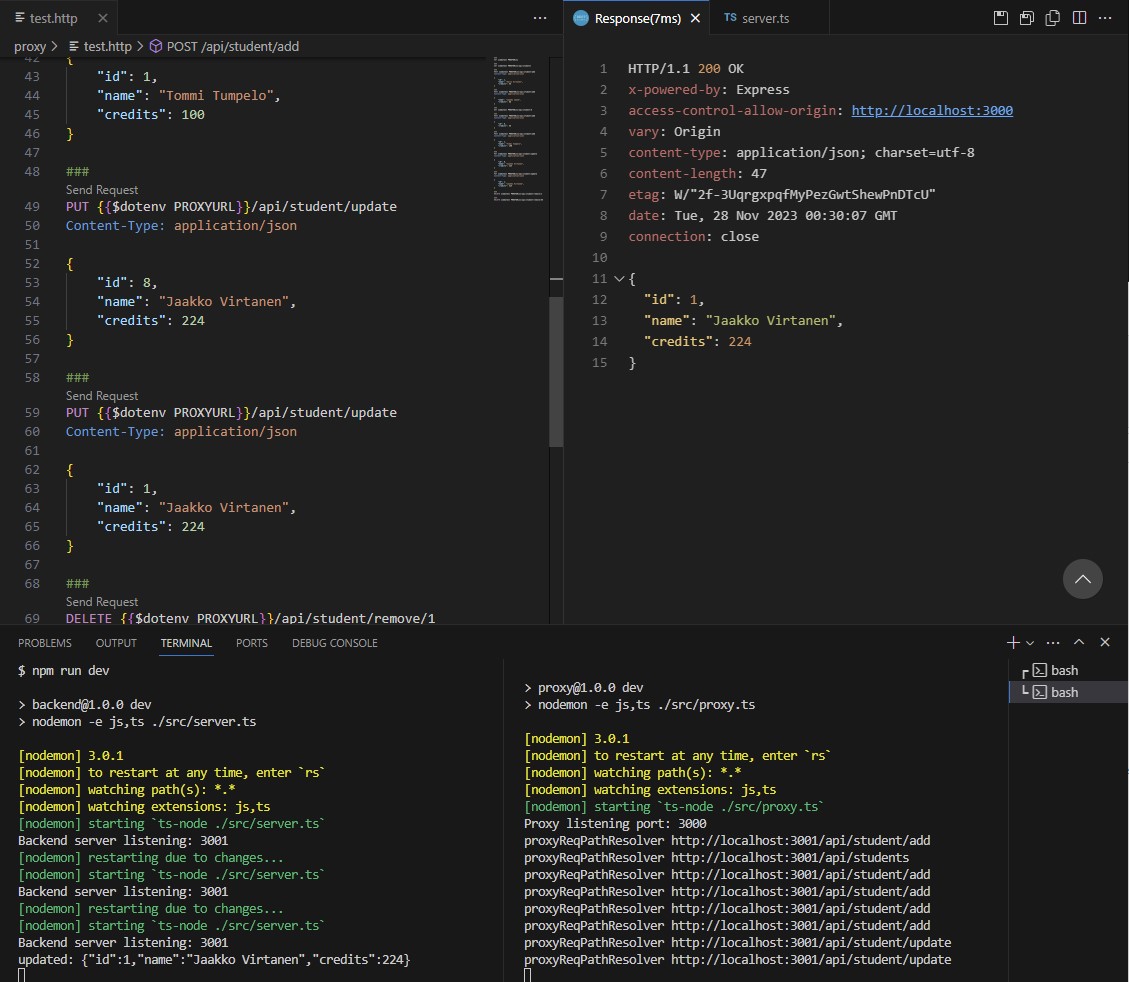 test.http
Response(7ms)
TS server.ts
proxy > test.http > POST /api/student/add
42 {
43 "id": 1,
44 "name": "Tommi Tumpelo",
45 "credits": 100
46 }
47
48 ###
Send Request
49 PUT {{$dotenv PROXYURL}}/api/student/update
50 Content-Type: application/json
51
52 {
53 "id": 8,
54 "name": "Jaakko Virtanen",
55 "credits": 224
56 }
57
58 ###
Send Request
59 PUT {{$dotenv PROXYURL}}/api/student/update
60 Content-Type: application/json
61
62 {
63 "id": 1,
64 "name": "Jaakko Virtanen",
65 "credits": 224
66 }
67
68 ###
Send Request
69 DELETE {{$dotenv PROXYURL}}/api/student/remove/1
1 HTTP/1.1 200 OK
2 x-powered-by: Express
3 access-control-allow-origin: http://localhost:3000
4 vary: Origin
5 content-type: application/json; charset=utf-8
6 content-length: 47
7 etag: W/"2f-3UqrgxpqfMyPezGwtShewPnDTcU"
8 date: Tue, 28 Nov 2023 00:30:07 GMT
9 connection: close
10
11 {
12 "id": 1,
13 "name": "Jaakko Virtanen",
14 "credits": 224
15 }
PROBLEMS OUTPUT TERMINAL PORTS DEBUG CONSOLE
$ npm run dev
> backend@1.0.0 dev
> nodemon -e js,ts ./src/server.ts
[nodemon] 3.0.1
[nodemon] to restart at any time, enter `rs`
[nodemon] watching path(s): *.*
[nodemon] watching extensions: js,ts
[nodemon] starting `ts-node ./src/server.ts`
Backend server listening: 3001
[nodemon] restarting due to changes...
[nodemon] starting `ts-node ./src/server.ts`
Backend server listening: 3001
[nodemon] restarting due to changes...
[nodemon] starting `ts-node ./src/server.ts`
Backend server listening: 3001
updated: {"id":1,"name":"Jaakko Virtanen","credits":224}
> proxy@1.0.0 dev
> nodemon -e js,ts ./src/proxy.ts
[nodemon] 3.0.1
[nodemon] to restart at any time, enter `rs`
[nodemon] watching path(s): *.*
[nodemon] watching extensions: js,ts
[nodemon] starting `ts-node ./src/proxy.ts`
Proxy listening port: 3000
proxyReqPathResolver http://localhost:3001/api/student/add
proxyReqPathResolver http://localhost:3001/api/students
proxyReqPathResolver http://localhost:3001/api/student/add
proxyReqPathResolver http://localhost:3001/api/student/add
proxyReqPathResolver http://localhost:3001/api/student/add
proxyReqPathResolver http://localhost:3001/api/student/add
proxyReqPathResolver http://localhost:3001/api/student/update
proxyReqPathResolver http://localhost:3001/api/student/update
bash
bash